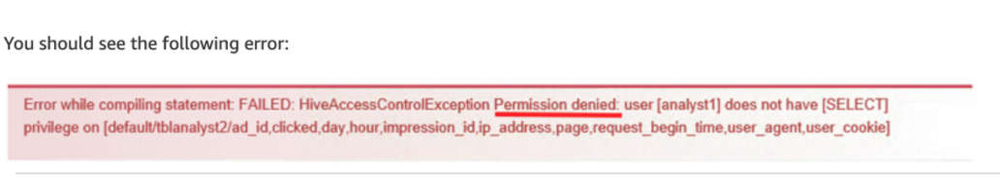 You should see the following error:
Error while compiling statement: FAILED: HiveAccessControlException Permission denied: user [analyst1] does not have [SELECT]
privilege on [default/tblanalyst2/ad_id,clicked,day,hour,impression_id,ip_address,page,request_begin_time,user_agent,user_cookie]